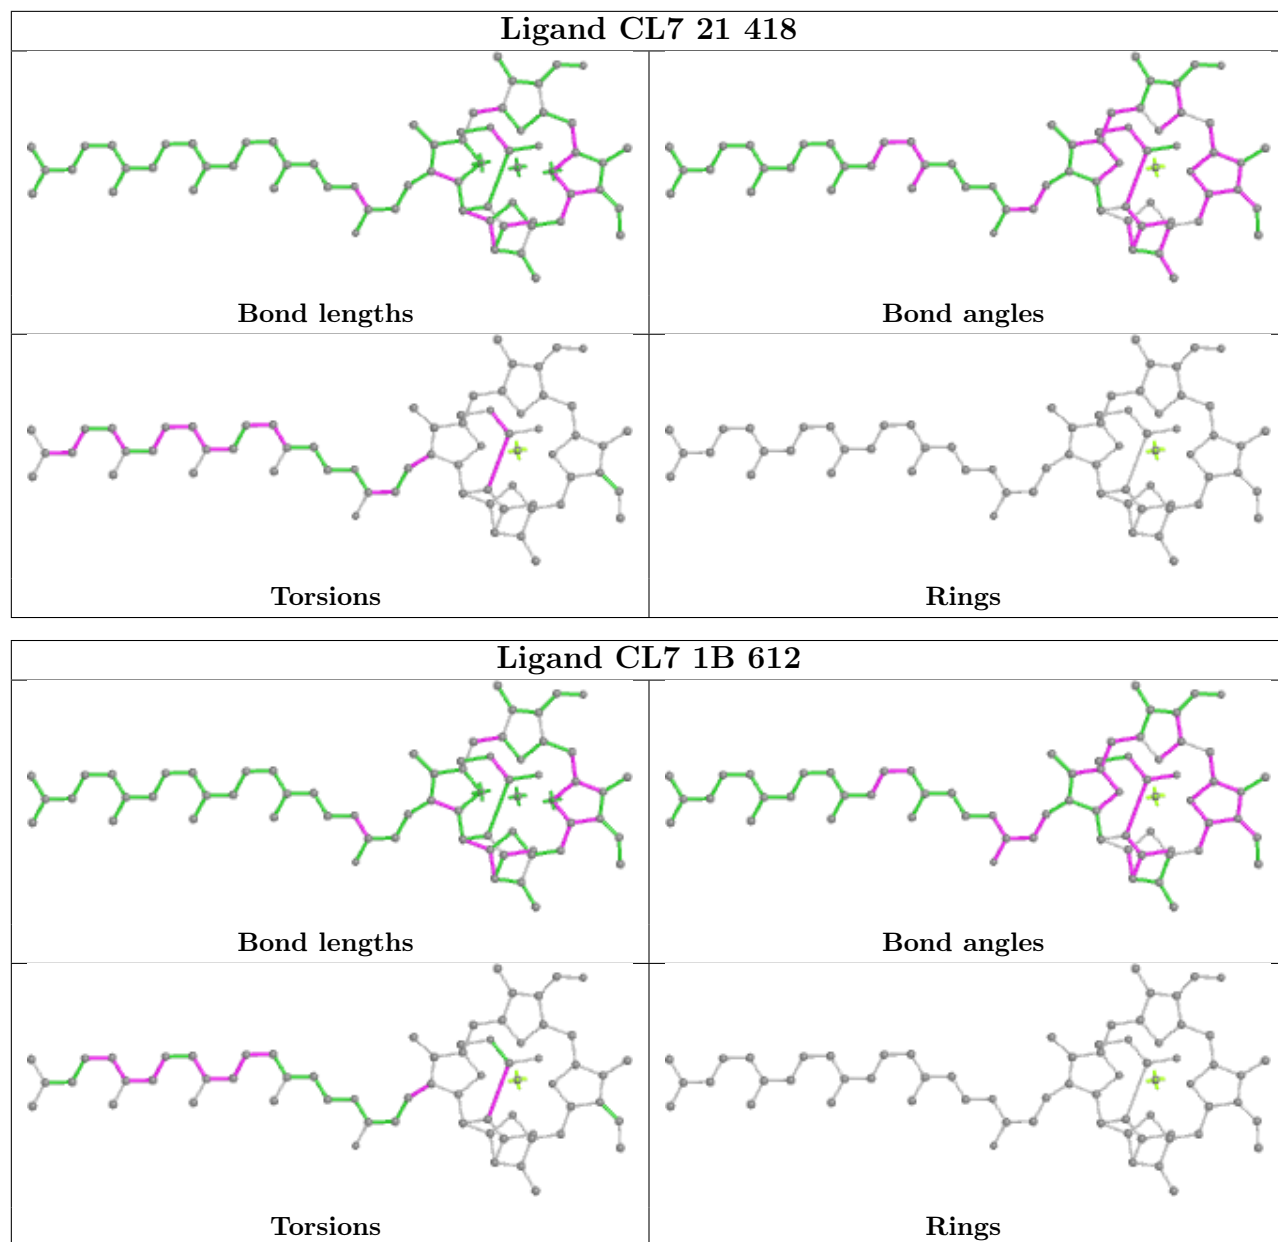 Ligand CL7 21 418
Bond lengths
Bond angles
Torsions
Rings
Ligand CL7 1B 612
Bond lengths
Bond angles
Torsions
Rings